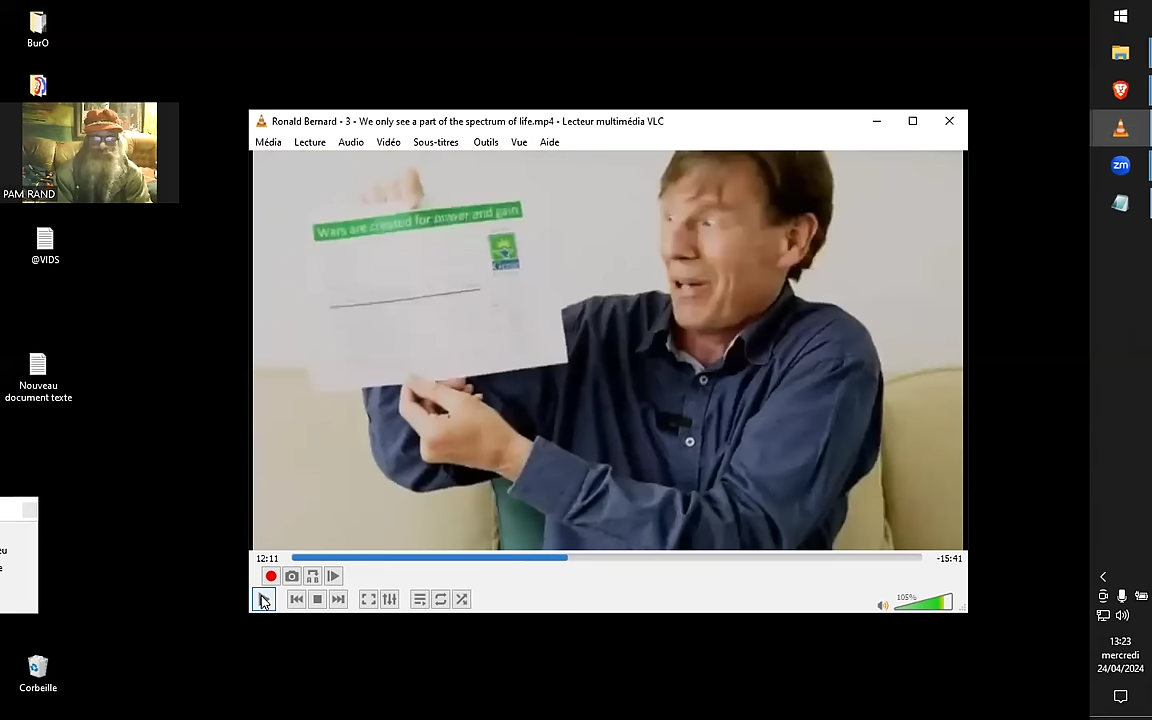 BurO
PAM RAND
@VIDS
Nouveau
document texte
Corbeille
Ronald Bernard - 3 - We only see a part of the spectrum of life.mp4 - Lecteur multimédia VLC
Média Lecture Audio Vidéo Sous-titres Outils Vue Aide
Wars are created for power and gain
12:11
-15:41
105%
zm
13:23
mercredi
24/04/2024